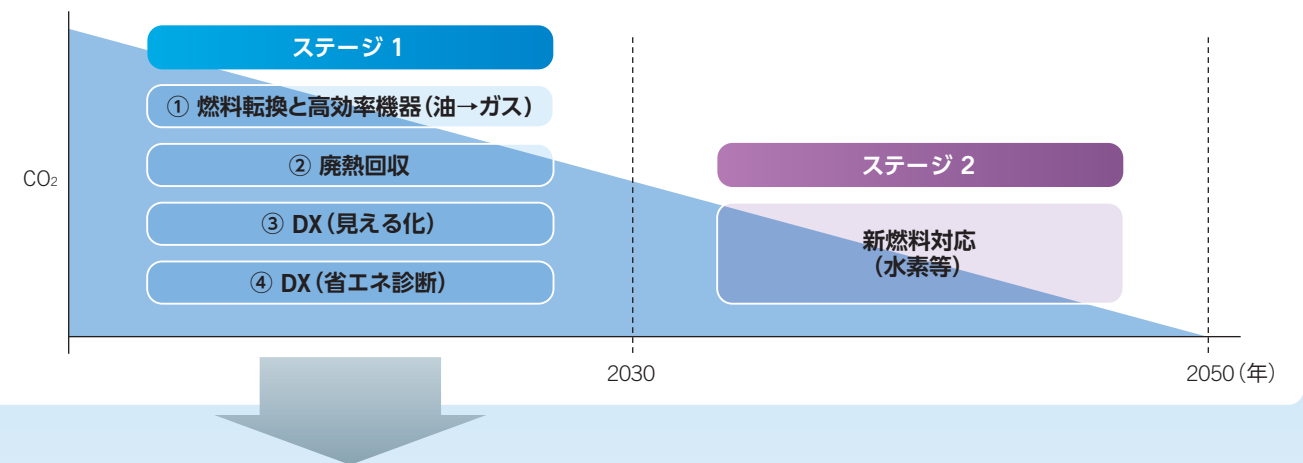 ステージ 1
① 燃料転換と高効率機器（油→ガス）
② 廃熱回収
③ DX（見える化）
④ DX（省エネ診断）
CO₂
ステージ 2
新燃料対応
（水素等）
2030
2050（年）